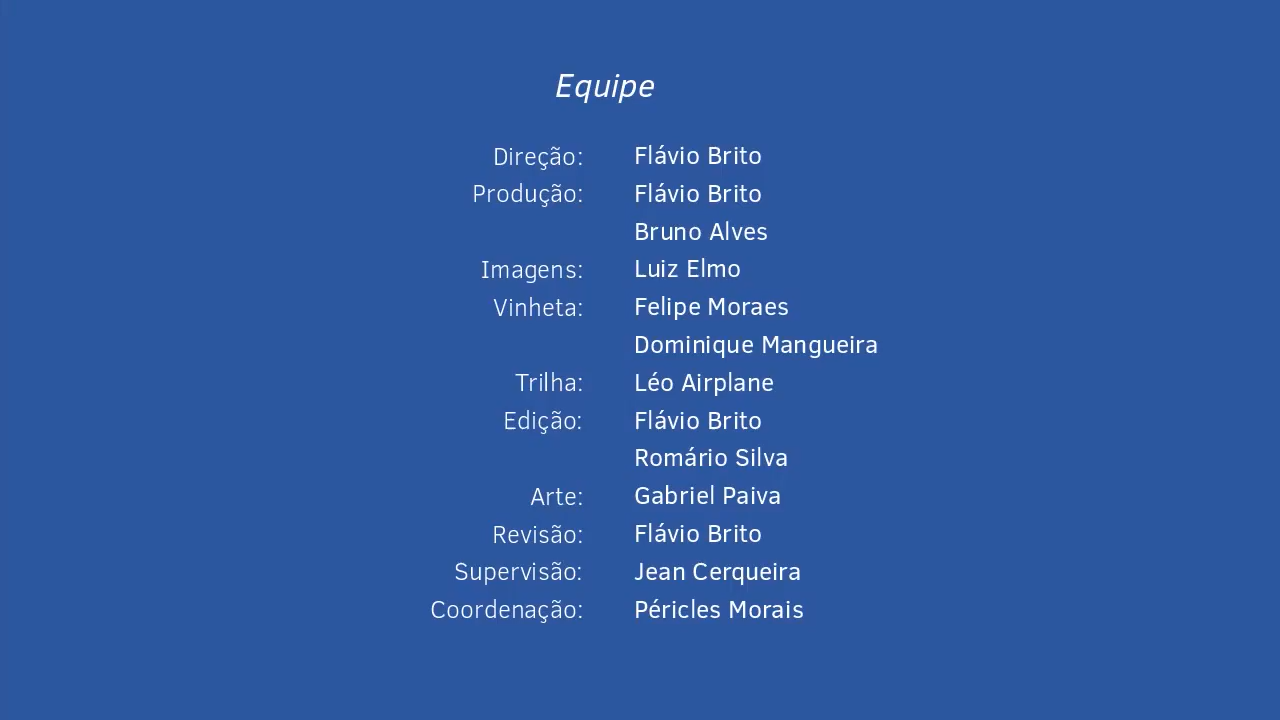 Equipe
Direção: Flávio Brito
Produção: Flávio Brito
Bruno Alves
Imagens: Luiz Elmo
Vinheta: Felipe Moraes
Dominique Mangueira
Trilha: Léo Airplane
Edição: Flávio Brito
Romário Silva
Arte: Gabriel Paiva
Revisão: Flávio Brito
Supervisão: Jean Cerqueira
Coordenação: Péricles Morais